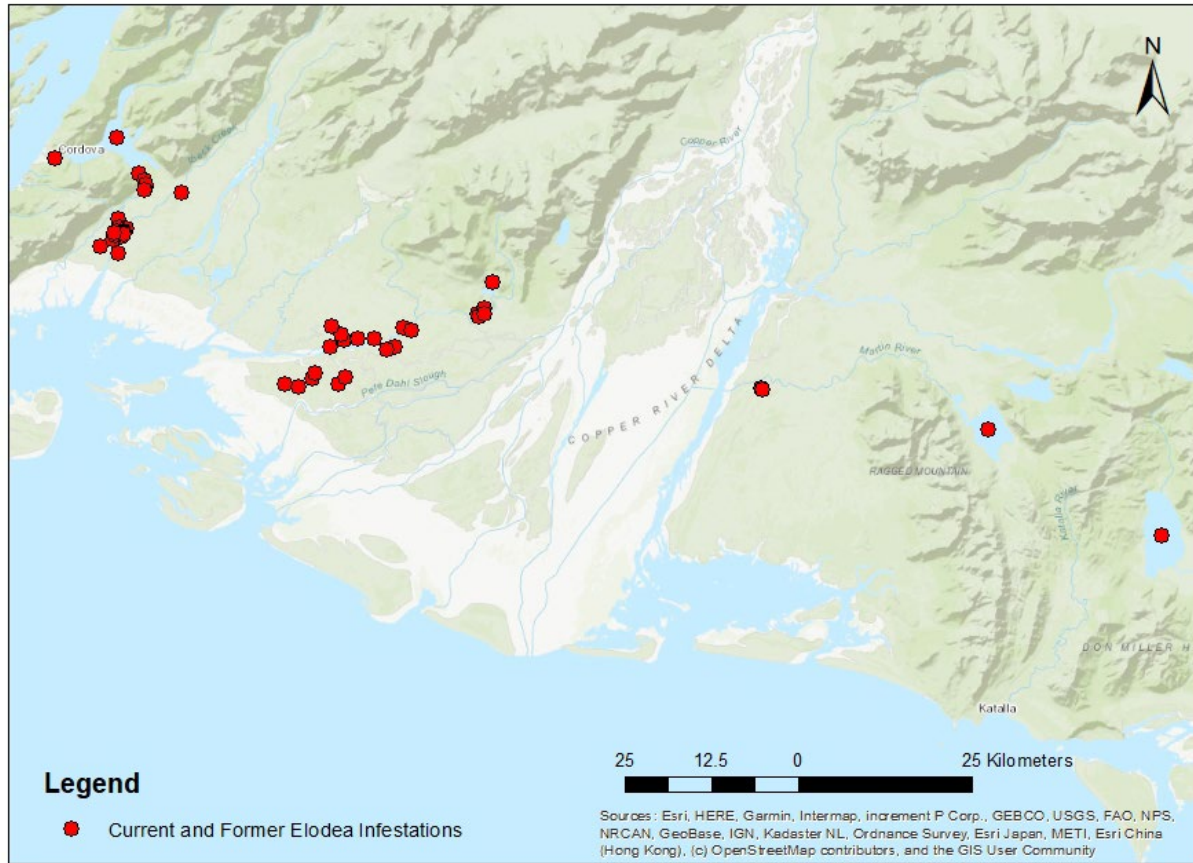 N
Cordova
Copper River
Pete Dahl Slough
COPPER RIVER DELTA
Martin River
RAGGED MOUNTAIN
Katalla River
DON MILLER H
Katalla
Legend
Current and Former Elodea Infestations
25 12.5 0 25 Kilometers
Sources: Esri, HERE, Garmin, Intermap, increment P Corp., GEBCO, USGS, FAO, NPS,
NRCAN, GeoBase, IGN, Kadaster NL, Ordnance Survey, Esri Japan, METI, Esri China
(Hong Kong), (c) OpenStreetMap contributors, and the GIS User Community